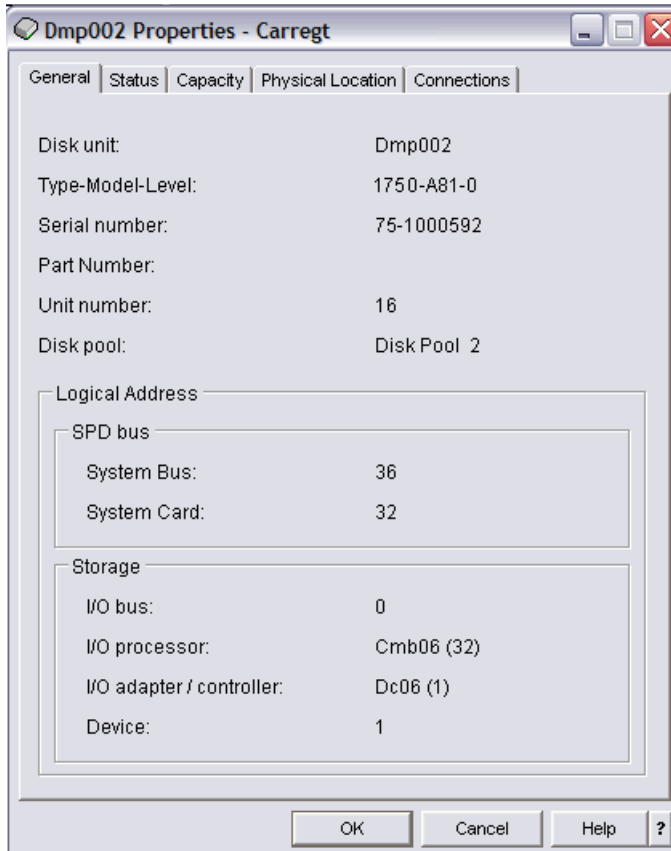 Dmp002 Properties - Carregt
General Status Capacity Physical Location Connections
Disk unit: Dmp002
Type-Model-Level: 1750-A81-0
Serial number: 75-1000592
Part Number:
Unit number: 16
Disk pool: Disk Pool 2
Logical Address
SPD bus
System Bus: 36
System Card: 32
Storage
I/O bus: 0
I/O processor: Cmb06 (32)
I/O adapter / controller: Dc06 (1)
Device: 1
OK Cancel Help ?